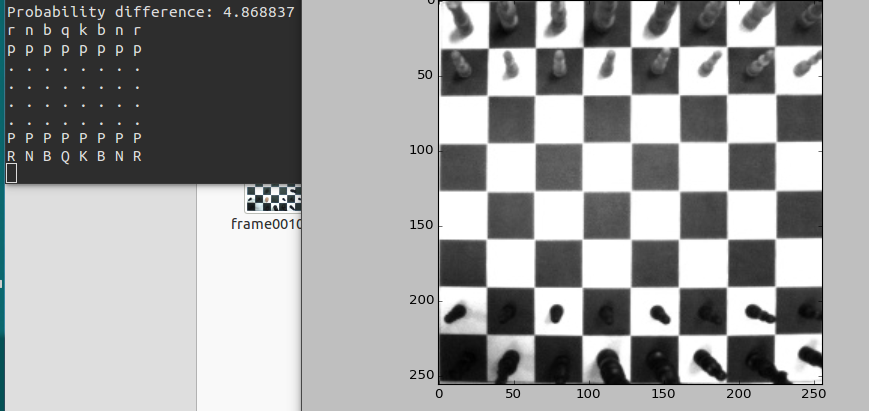 Probability difference: 4.868837
r n b q k b n r
p p p p p p p p
. . . . . . . .
. . . . . . . .
. . . . . . . .
. . . . . . . .
P P P P P P P P
R N B Q K B N R
frame0010
0
50
100
150
200
250
0 50 100 150 200 250